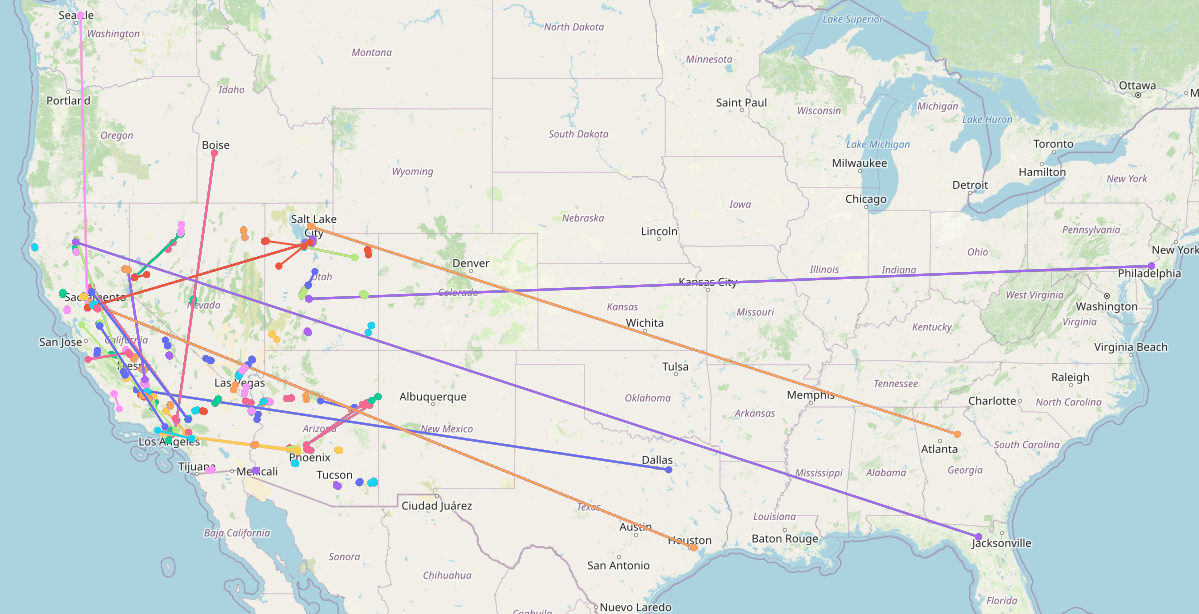 Seattle
Washington
Montana
North Dakota
Lake Superior
Minnesota
Ottawa
Portland
Idaho
Saint Paul
Wisconsin
Michigan
Lake Huron
Oregon
Boise
South Dakota
Lake Michigan
Toronto
Milwaukee
Wyoming
Hamilton
New York
Detroit
Chicago
Iowa
Salt Lake
City
Nebraska
Lincoln
Pennsylvania
New York
Ohio
Denver
Utah
Illinois
Indiana
Philadelphia
Kansas City
Colorado
Sacramento
Nevada
Kansas
Missouri
West Virginia
Washington
Wichita
Kentucky
Virginia
San Jose
California
Virginia Beach
Fresno
Tulsa
Raleigh
Las Vegas
Tennessee
Albuquerque
Oklahoma
Memphis
Charlotte
North Carolina
Arkansas
Arizona
New Mexico
Los Angeles
Atlanta
South Carolina
Phoenix
Dallas
Tijuana
Mexicali
Tucson
Mississippi
Alabama
Georgia
Ciudad Juárez
Texas
Louisiana
Baja California
Austin
Houston
Baton Rouge
Jacksonville
Sonora
San Antonio
Chihuahua
Florida
Coahuila
Nuevo Laredo